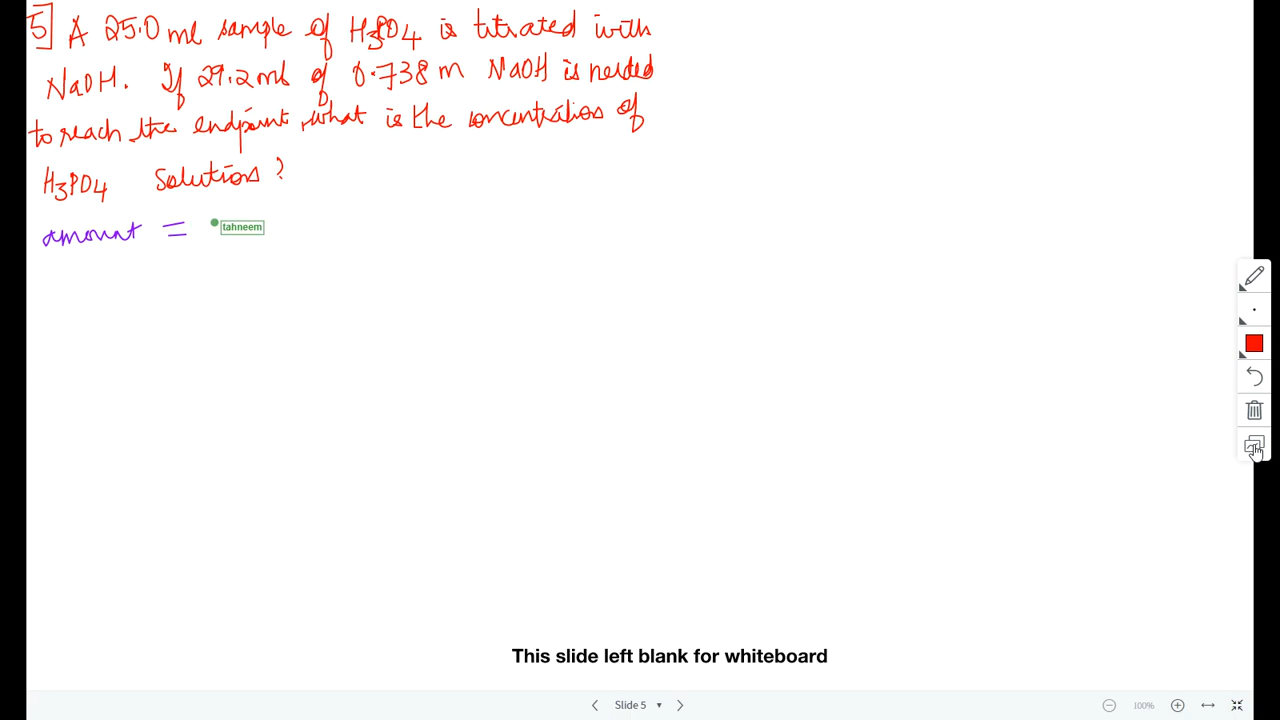 5] A 25.0 ml sample of H3PO4 is titrated with
NaOH. If 29.2ml of 0.738 m NaOH is needed
to reach the endpoint, what is the concentration of
H3PO4 Solution ?
amount =
tahneem
This slide left blank for whiteboard
Slide 5
100%